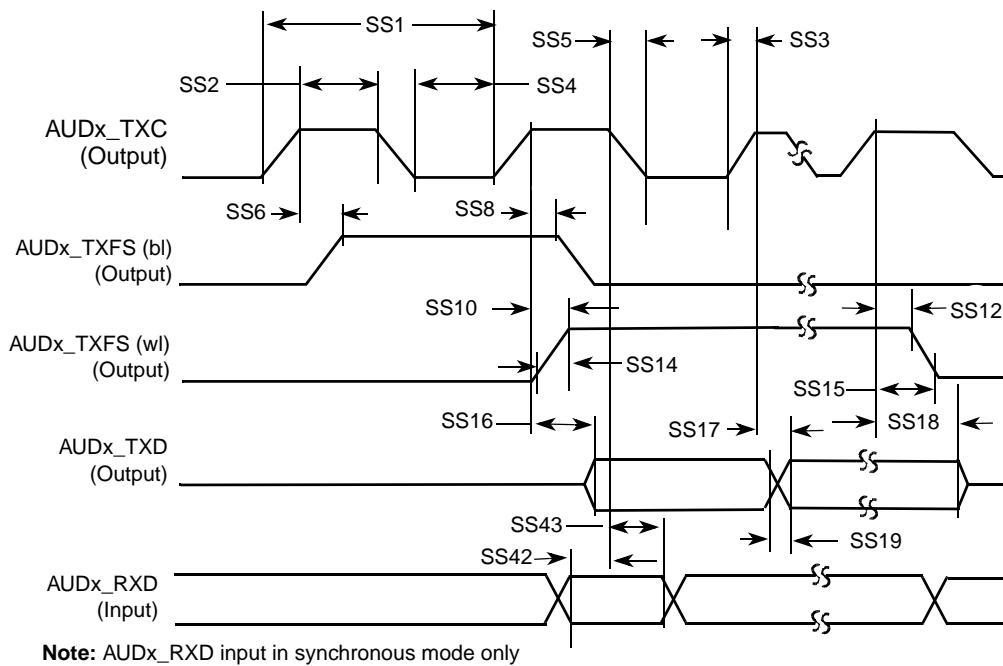 SS1
SS5
SS3
SS2
SS4
AUDx_TXC
(Output)
SS6
SS8
AUDx_TXFS (bl)
(Output)
SS10
SS12
AUDx_TXFS (wl)
(Output)
SS14
SS15
SS16
SS17
SS18
AUDx_TXD
(Output)
SS43
SS42
SS19
AUDx_RXD
(Input)
Note: AUDx_RXD input in synchronous mode only